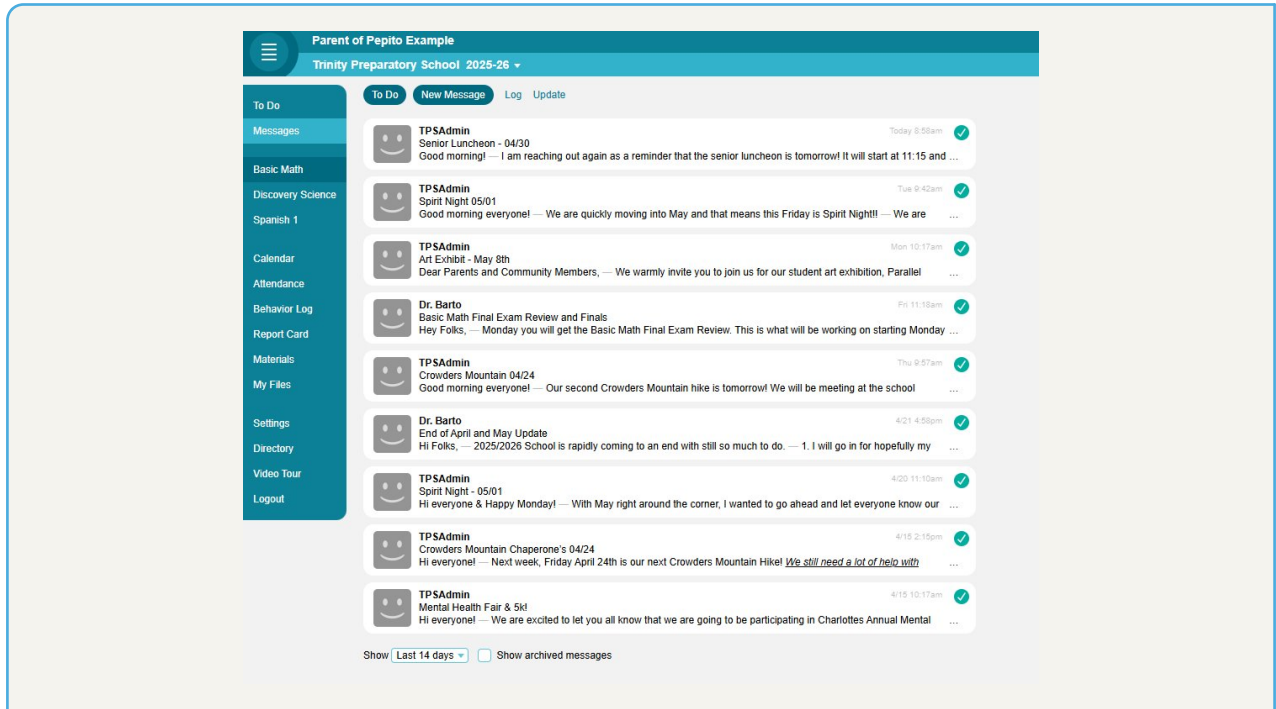 Parent of Pepito Example
Trinity Preparatory School 2025-26
To Do
Messages
Basic Math
Discovery Science
Spanish 1
Calendar
Attendance
Behavior Log
Report Card
Materials
My Files
Settings
Directory
Video Tour
Logout
To Do New Message Log Update
TPSAdmin Today 8:58am
Senior Luncheon - 04/30
Good morning! — I am reaching out again as a reminder that the senior luncheon is tomorrow! It will start at 11:15 and ...
TPSAdmin Tue 9:42am
Spirit Night 05/01
Good morning everyone! — We are quickly moving into May and that means this Friday is Spirit Night!! — We are ...
TPSAdmin Mon 10:17am
Art Exhibit - May 8th
Dear Parents and Community Members, — We warmly invite you to join us for our student art exhibition, Parallel ...
Dr. Barto Fri 11:18am
Basic Math Final Exam Review and Finals
Hey Folks, — Monday you will get the Basic Math Final Exam Review. This is what will be working on starting Monday ...
TPSAdmin Thu 9:57am
Crowders Mountain 04/24
Good morning everyone! — Our second Crowders Mountain hike is tomorrow! We will be meeting at the school ...
Dr. Barto 4/21 4:58pm
End of April and May Update
Hi Folks, — 2025/2026 School is rapidly coming to an end with still so much to do. — 1. I will go in for hopefully my ...
TPSAdmin 4/20 11:10am
Spirit Night - 05/01
Hi everyone & Happy Monday! — With May right around the corner, I wanted to go ahead and let everyone know our ...
TPSAdmin 4/15 2:15pm
Crowders Mountain Chaperone's 04/24
Hi everyone! — Next week, Friday April 24th is our next Crowders Mountain Hike! We still need a lot of help with ...
TPSAdmin 4/15 10:17am
Mental Health Fair & 5k!
Hi everyone! — We are excited to let you all know that we are going to be participating in Charlottes Annual Mental ...
Show Last 14 days Show archived messages